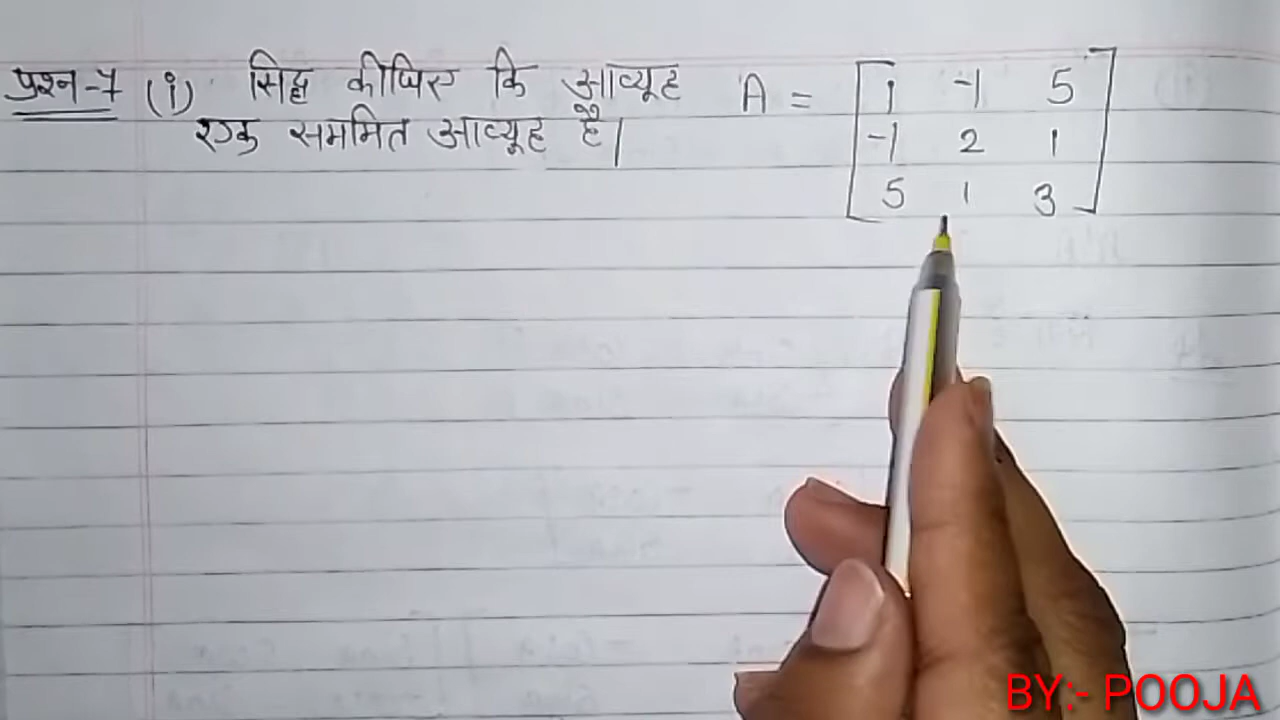 प्रश्न-7 (i) सिद्ध कीजिए कि आव्यूह A = [ 1 -1 5
एक सममित आव्यूह है। -1 2 1
5 1 3 ]
BY:- POOJA